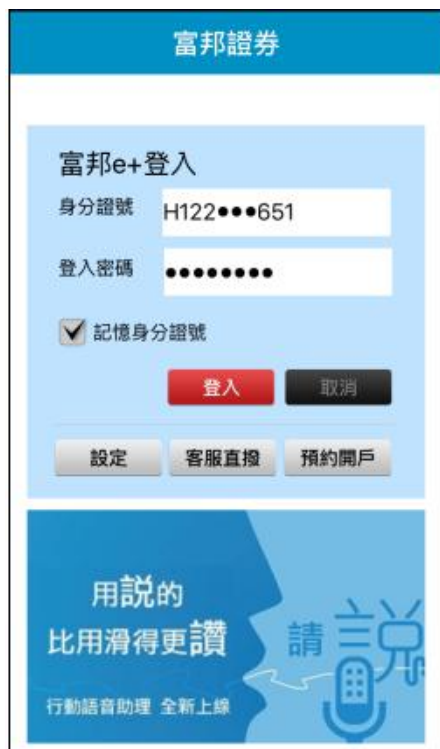 富邦證券
富邦e+登入
身分證號 H122●●●651
登入密碼 ●●●●●●●●
記憶身分證號
登入 取消
設定 客服直撥 預約開戶
用説的
比用滑得更讚
請説
行動語音助理 全新上線